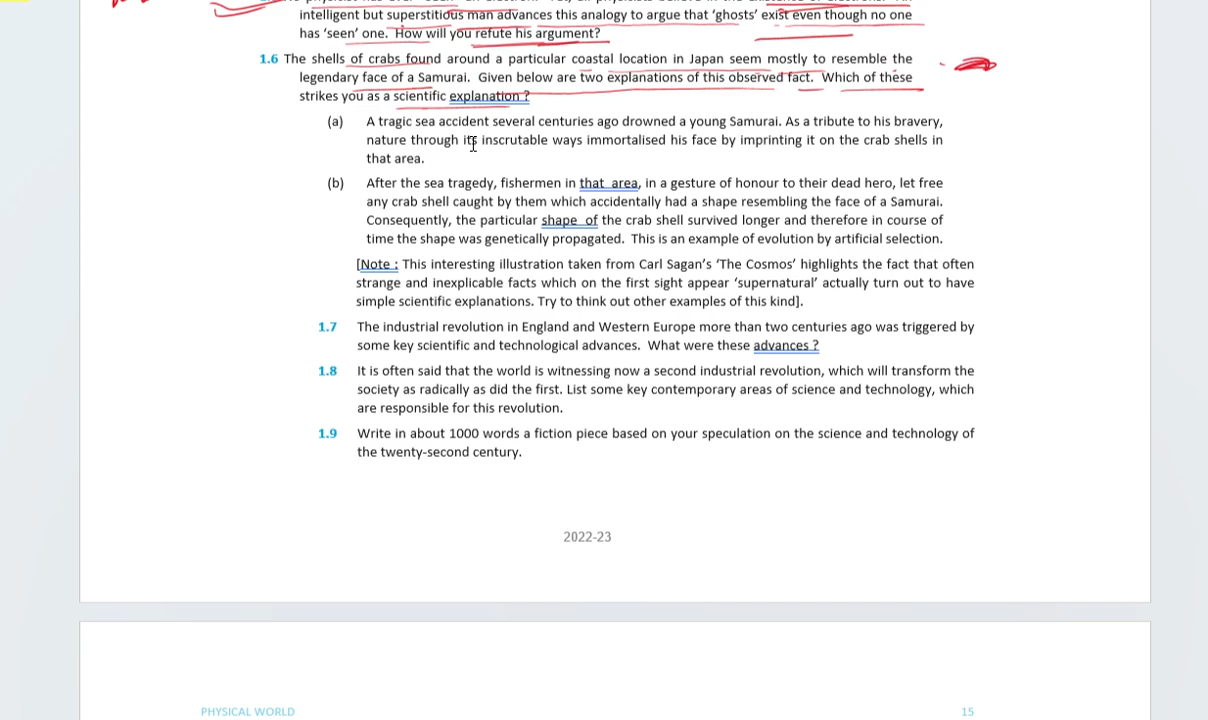 intelligent but superstitious man advances this analogy to argue that ‘ghosts’ exist even though no one
has ‘seen’ one. How will you refute his argument?
1.6 The shells of crabs found around a particular coastal location in Japan seem mostly to resemble the
legendary face of a Samurai. Given below are two explanations of this observed fact. Which of these
strikes you as a scientific explanation ?
(a) A tragic sea accident several centuries ago drowned a young Samurai. As a tribute to his bravery,
nature through its inscrutable ways immortalised his face by imprinting it on the crab shells in
that area.
(b) After the sea tragedy, fishermen in that area, in a gesture of honour to their dead hero, let free
any crab shell caught by them which accidentally had a shape resembling the face of a Samurai.
Consequently, the particular shape of the crab shell survived longer and therefore in course of
time the shape was genetically propagated. This is an example of evolution by artificial selection.
[Note : This interesting illustration taken from Carl Sagan’s ‘The Cosmos’ highlights the fact that often
strange and inexplicable facts which on the first sight appear ‘supernatural’ actually turn out to have
simple scientific explanations. Try to think out other examples of this kind].
1.7 The industrial revolution in England and Western Europe more than two centuries ago was triggered by
some key scientific and technological advances. What were these advances ?
1.8 It is often said that the world is witnessing now a second industrial revolution, which will transform the
society as radically as did the first. List some key contemporary areas of science and technology, which
are responsible for this revolution.
1.9 Write in about 1000 words a fiction piece based on your speculation on the science and technology of
the twenty-second century.
2022-23
PHYSICAL WORLD 15